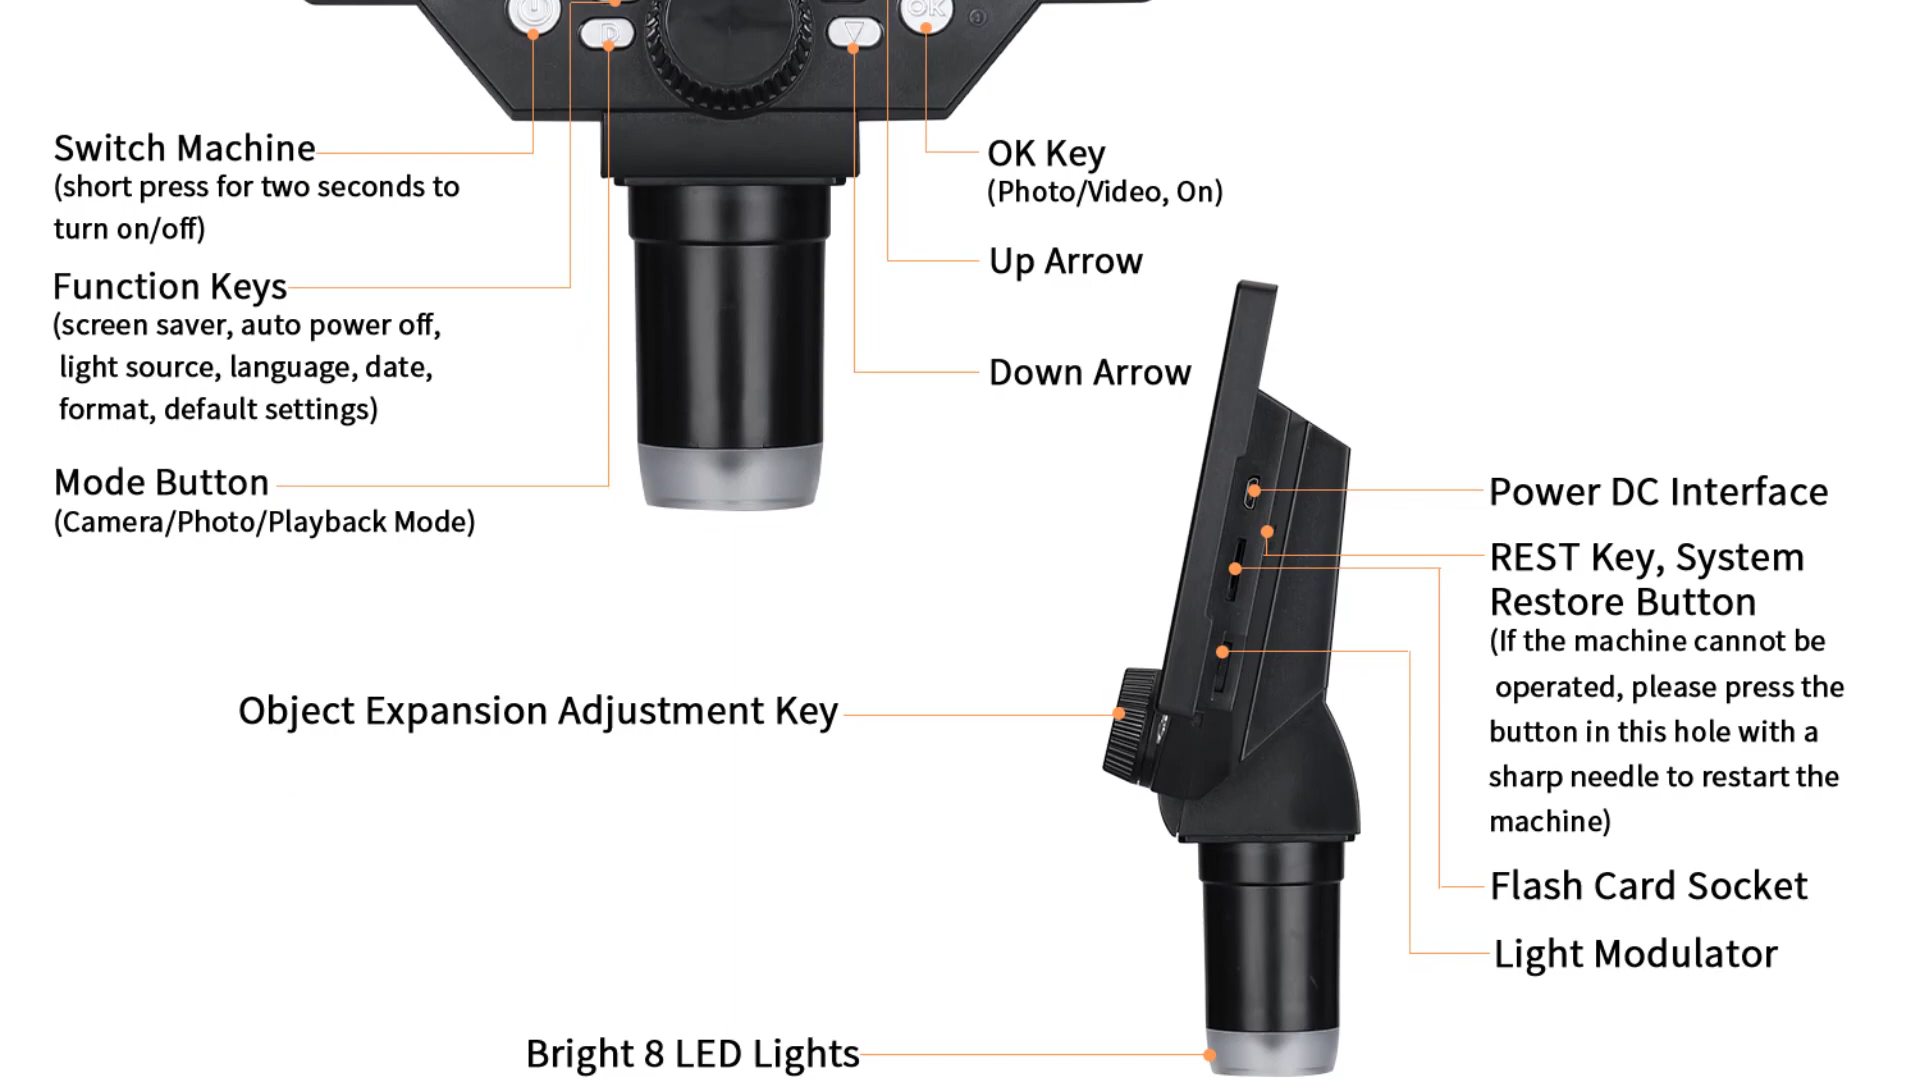 D
OK
Switch Machine
(short press for two seconds to
turn on/off)
Function Keys
(screen saver, auto power off,
light source, language, date,
format, default settings)
Mode Button
(Camera/Photo/Playback Mode)
OK Key
(Photo/Video, On)
Up Arrow
Down Arrow
Power DC Interface
REST Key, System
Restore Button
(If the machine cannot be
operated, please press the
button in this hole with a
sharp needle to restart the
machine)
Flash Card Socket
Light Modulator
Object Expansion Adjustment Key
Bright 8 LED Lights